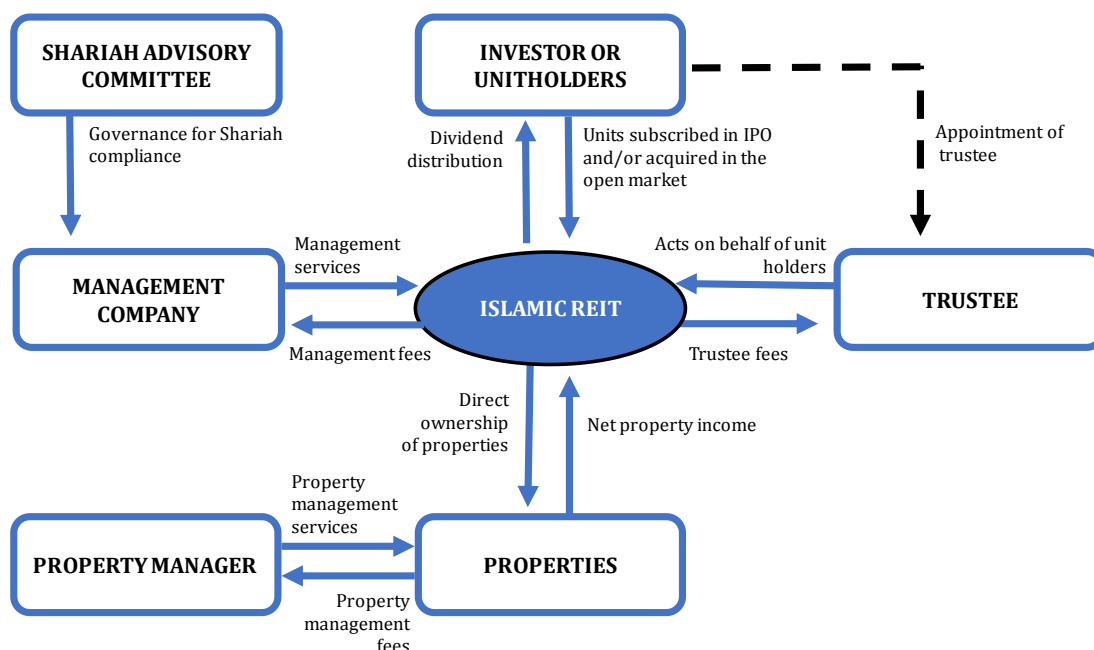 SHARIAH ADVISORY
COMMITTEE
INVESTOR OR
UNITHOLDERS
Governance for Shariah
compliance
Dividend
distribution
Units subscribed in IPO
and/or acquired in the
open market
Appointment of
trustee
Management
services
Acts on behalf of unit
holders
MANAGEMENT
COMPANY
ISLAMIC REIT
TRUSTEE
Management fees
Trustee fees
Direct
ownership
of properties
Net property income
Property
management
services
PROPERTY MANAGER
PROPERTIES
Property
management
fees